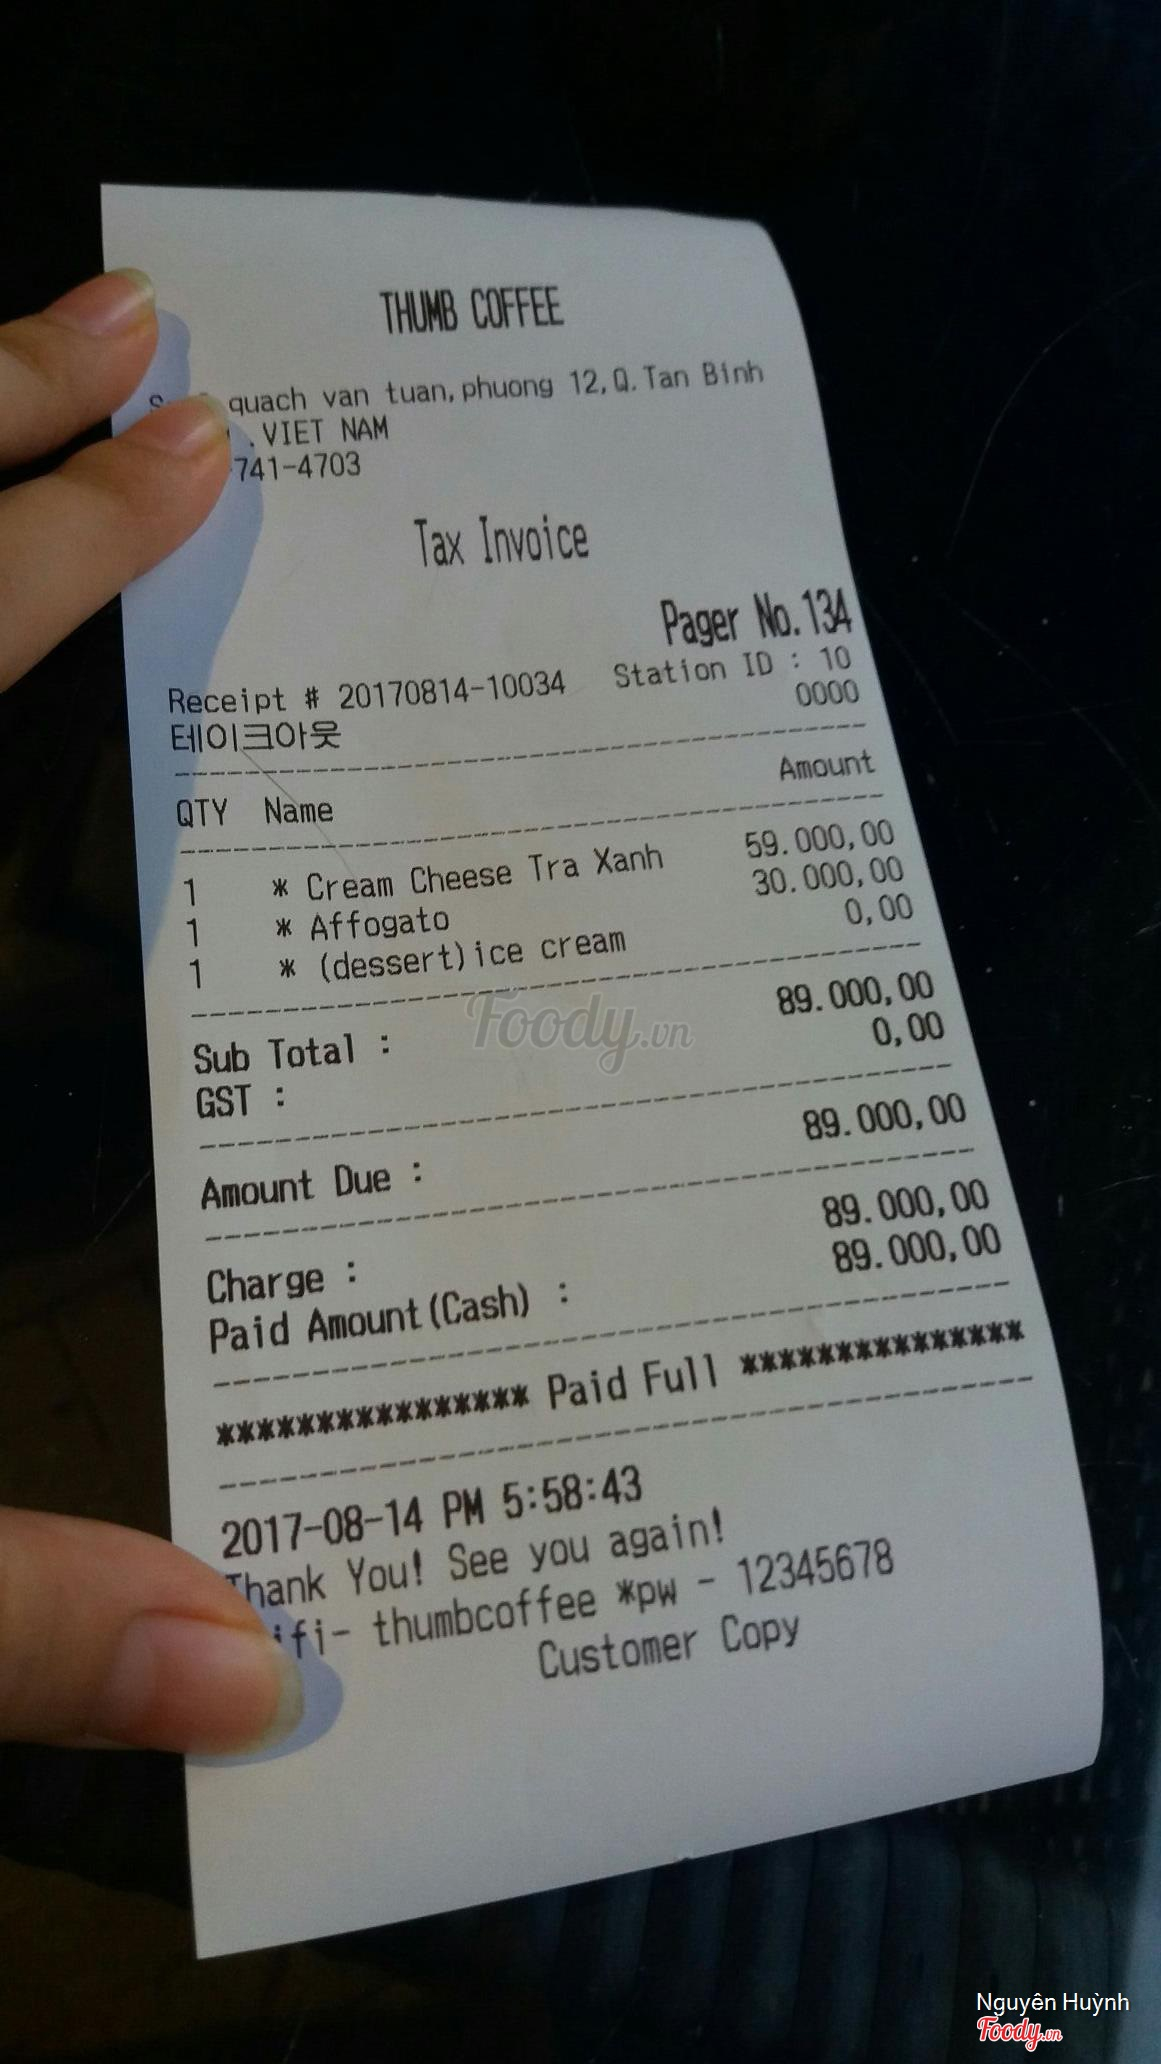 THUMB COFFEE
quach van tuan,phuong 12,Q.Tan Binh
.VIET NAM
-741-4703
Tax Invoice
Pager No.134
Receipt # 20170814-10034 Station ID : 10
테이크아웃 0000
QTY Name Amount
1 * Cream Cheese Tra Xanh 59.000,00
1 * Affogato 30.000,00
1 * (dessert)ice cream 0,00
Sub Total : 89.000,00
GST : 0,00
Amount Due : 89.000,00
Charge : 89.000,00
Paid Amount(Cash) : 89.000,00
**************** Paid Full ***************
2017-08-14 PM 5:58:43
Thank You! See you again!
ifi- thumbcoffee *pw - 12345678
Customer Copy
Foody.vn
Nguyên Huỳnh
Foody.vn